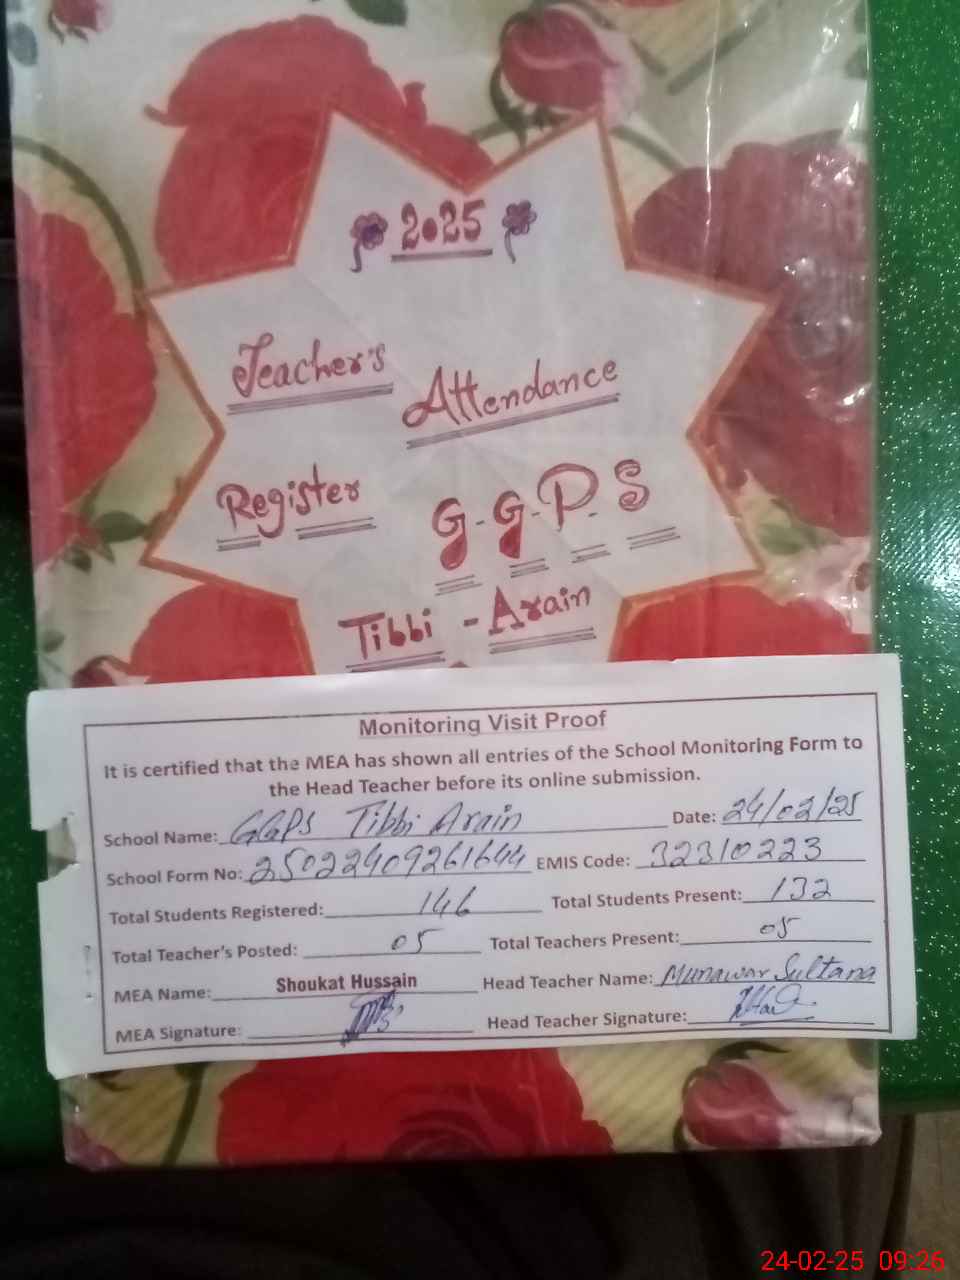 2025
Teacher's Attendance
Register G-G-P-S
Tibbi - Arain
Monitoring Visit Proof
It is certified that the MEA has shown all entries of the School Monitoring Form to
the Head Teacher before its online submission.
School Name: GGPS Tibbi Arain Date: 24/02/25
School Form No: 25022409261644 EMIS Code: 32310223
Total Students Registered: 146 Total Students Present: 132
Total Teacher's Posted: 05 Total Teachers Present: 05
MEA Name: Shoukat Hussain Head Teacher Name: Munawar Sultana
MEA Signature: Head Teacher Signature:
24-02-25 09:26